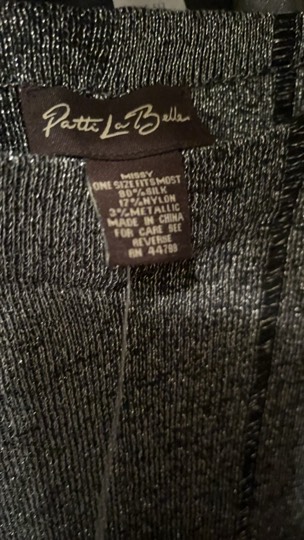 Patti LaBelle
MISSY
ONE SIZE FITS MOST
80% SILK
17% NYLON
3% METALLIC
MADE IN CHINA
FOR CARE SEE
REVERSE
RN 44790